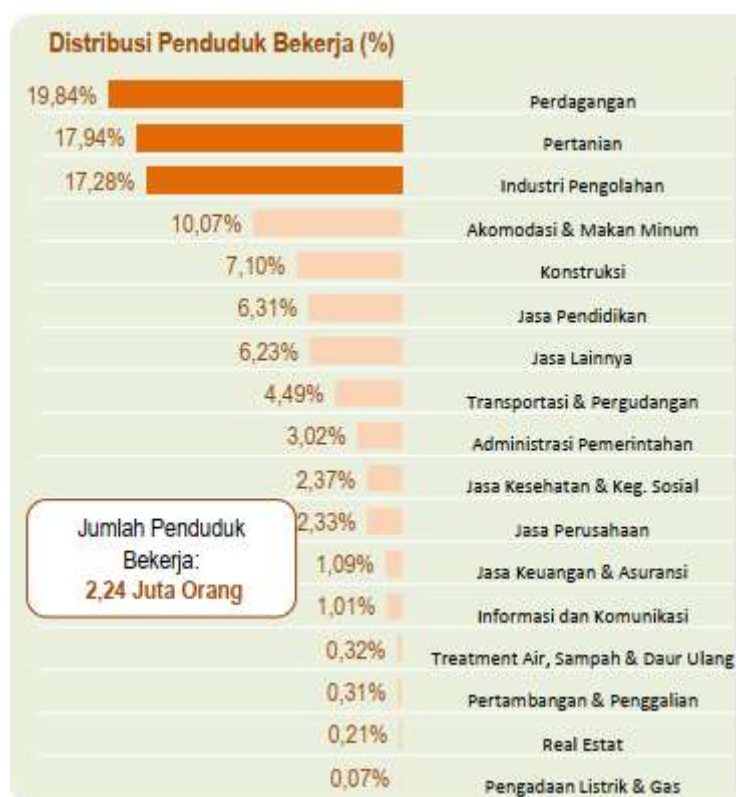 Distribusi Penduduk Bekerja (%)
19,84% Perdagangan
17,94% Pertanian
17,28% Industri Pengolahan
10,07% Akomodasi & Makan Minum
7,10% Konstruksi
6,31% Jasa Pendidikan
6,23% Jasa Lainnya
4,49% Transportasi & Pergudangan
3,02% Administrasi Pemerintahan
2,37% Jasa Kesehatan & Keg. Sosial
2,33% Jasa Perusahaan
1,09% Jasa Keuangan & Asuransi
1,01% Informasi dan Komunikasi
0,32% Treatment Air, Sampah & Daur Ulang
0,31% Pertambangan & Penggalian
0,21% Real Estat
0,07% Pengadaan Listrik & Gas
Jumlah Penduduk
Bekerja:
2,24 Juta Orang